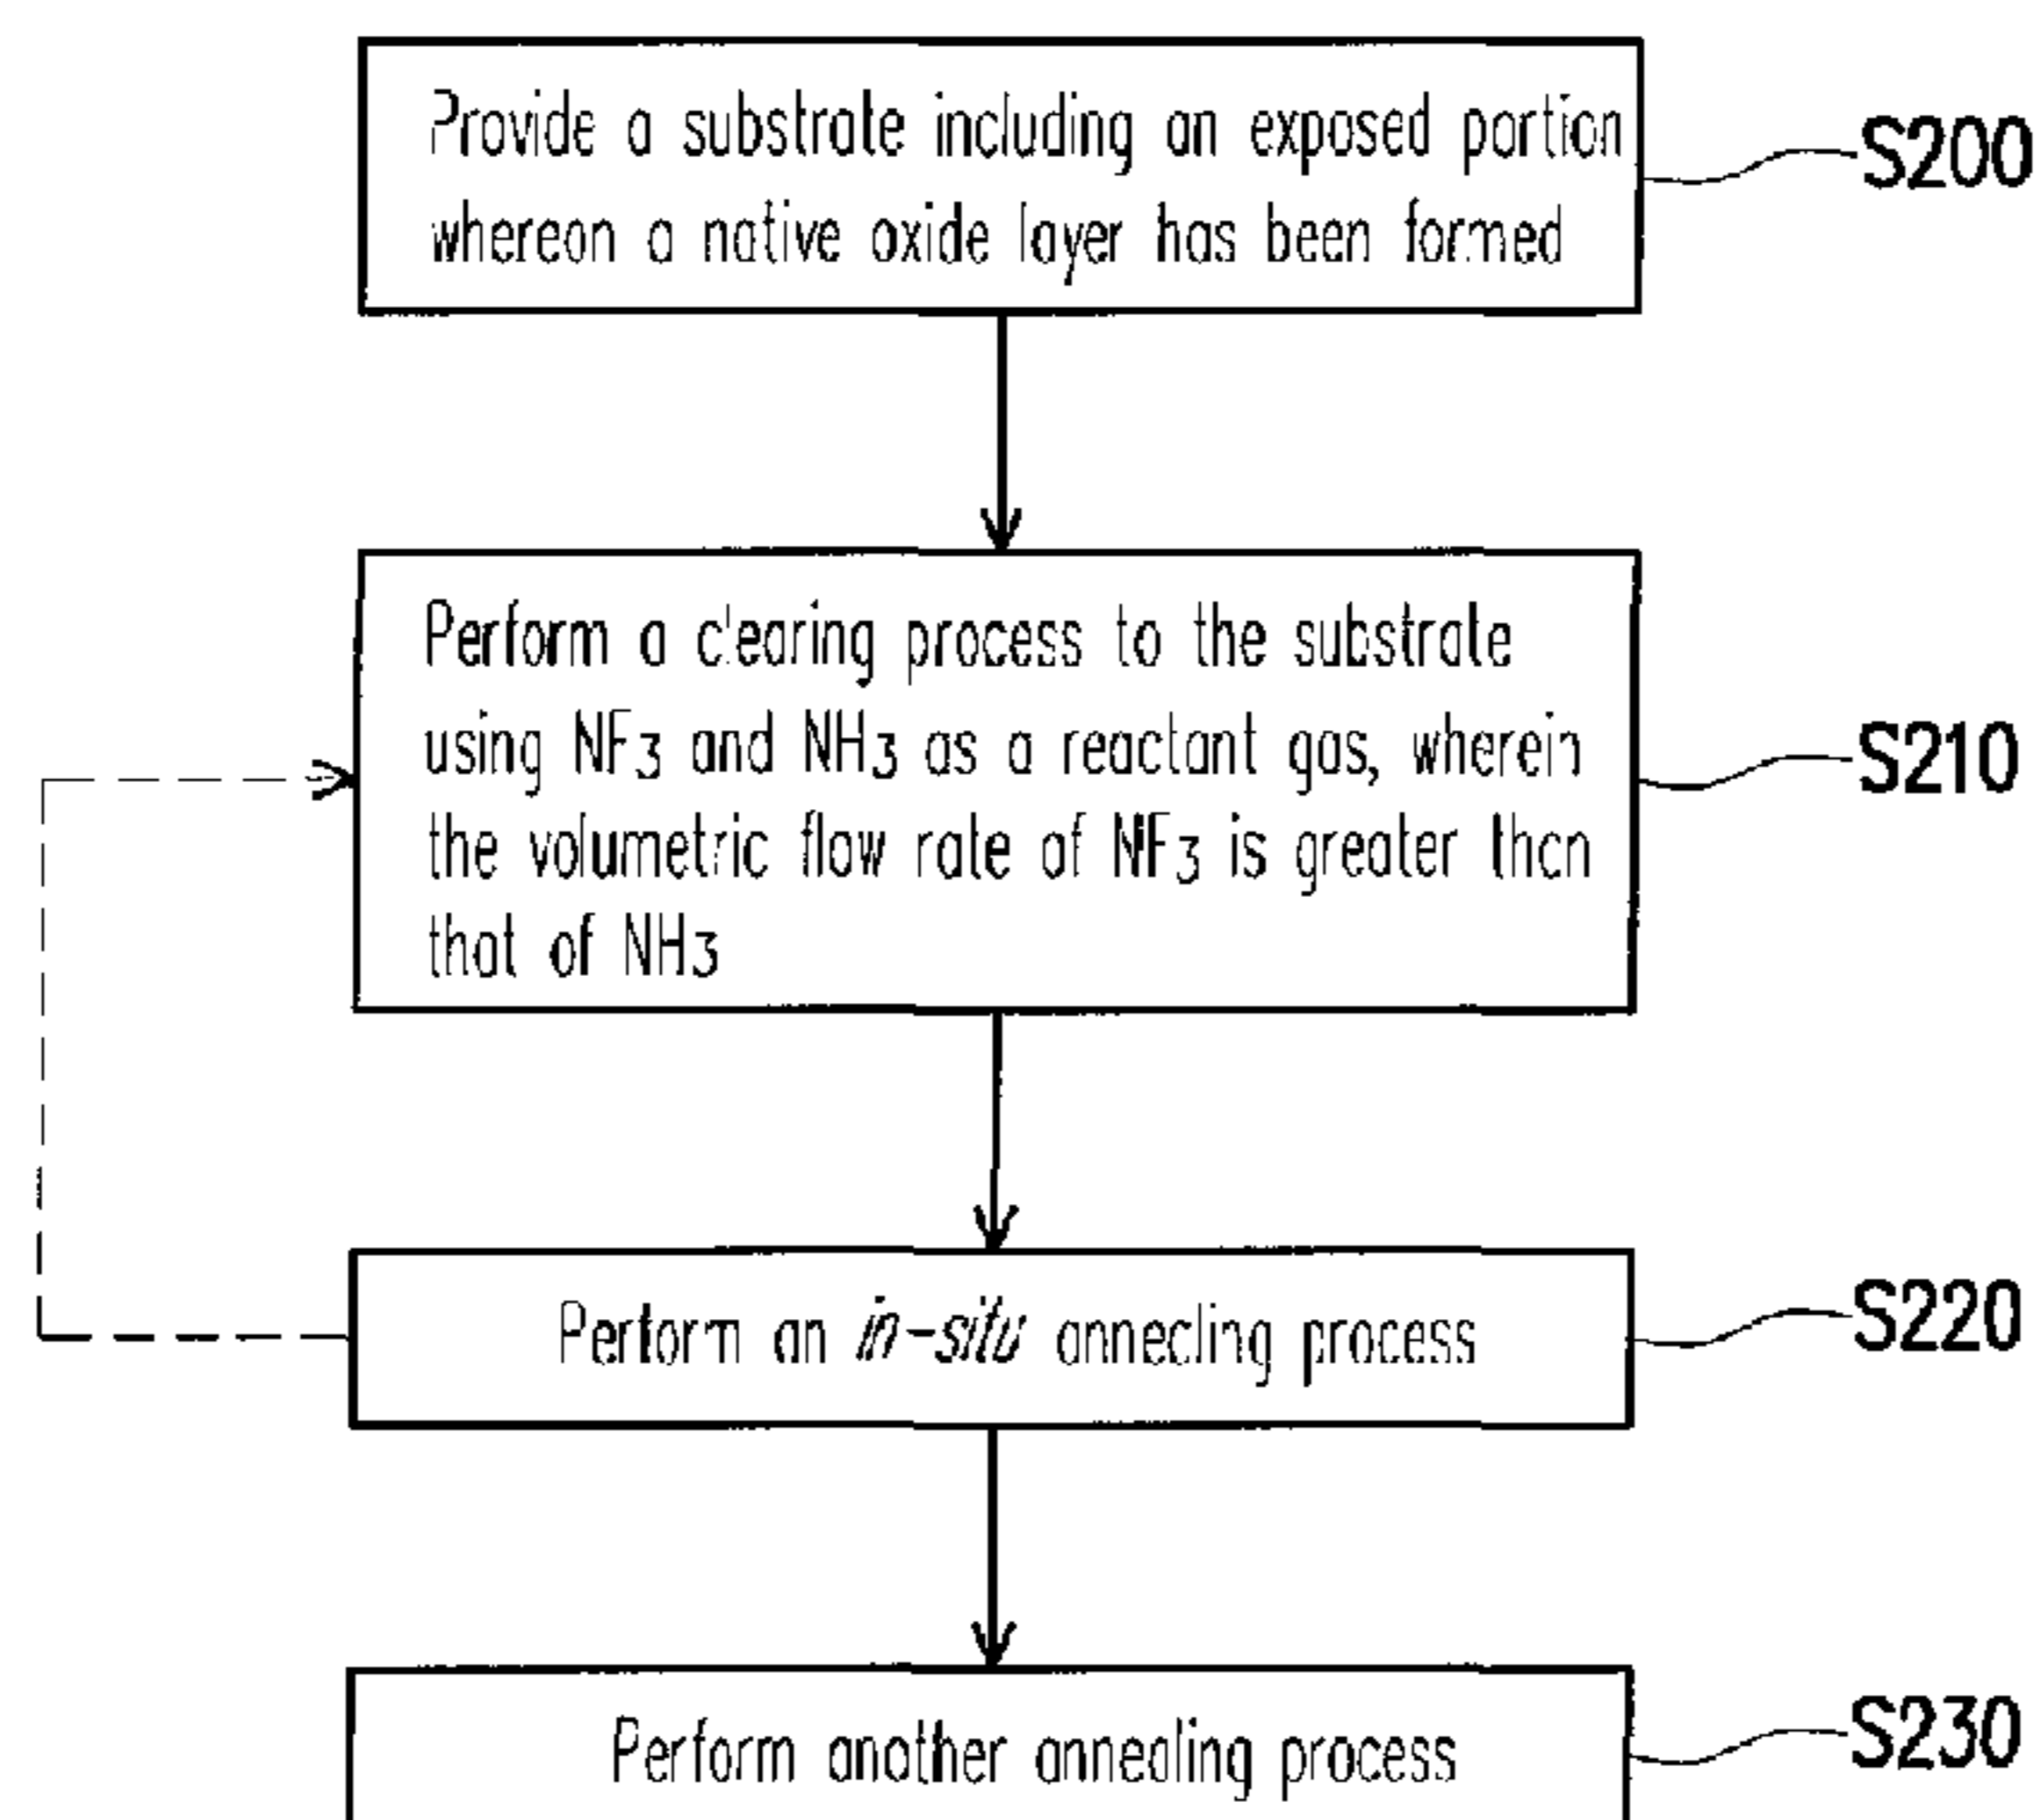 Provide a substrate including an exposed portion
whereon a native oxide layer has been formed
S200
Perform a clearing process to the substrate
using NF3 and NH3 as a reactant gas, wherein
the volumetric flow rate of NF3 is greater than
that of NH3
S210
Perform an in-situ annealing process
S220
Perform another annealing process
S230